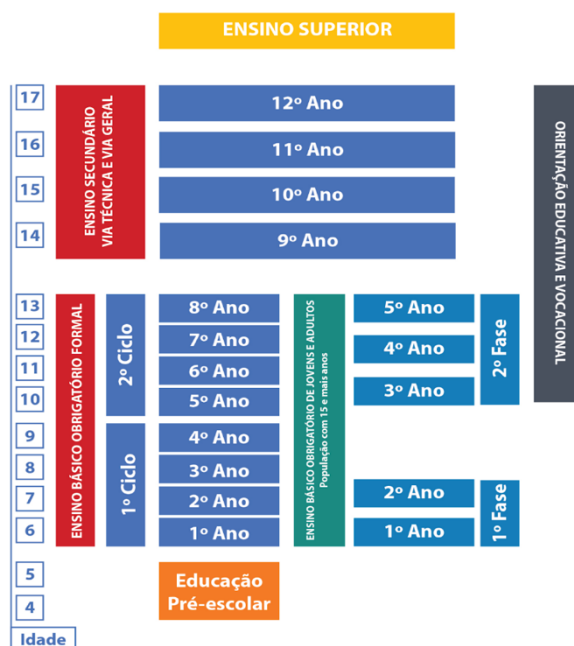 ENSINO SUPERIOR
17
16
15
14
ENSINO SECUNDÁRIO
VIA TÉCNICA E VIA GERAL
12º Ano
11º Ano
10º Ano
9º Ano
ORIENTAÇÃO EDUCATIVA E VOCACIONAL
13
12
11
10
9
8
7
6
ENSINO BÁSICO OBRIGATÓRIO FORMAL
2º Ciclo
1º Ciclo
8º Ano
7º Ano
6º Ano
5º Ano
4º Ano
3º Ano
2º Ano
1º Ano
ENSINO BÁSICO OBRIGATÓRIO DE JOVENS E ADULTOS
População com 15 e mais anos
5º Ano
4º Ano
3º Ano
2º Fase
2º Ano
1º Ano
1º Fase
5
4
Educação
Pré-escolar
Idade